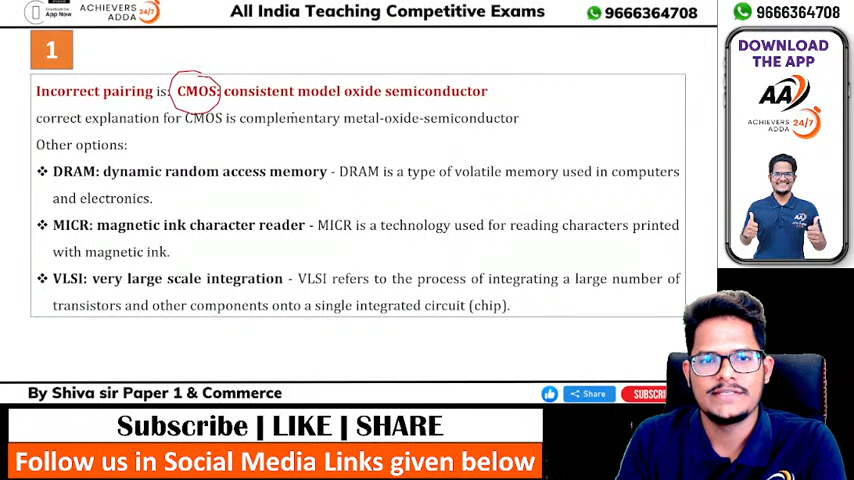 Download the
App Now
ACHIEVERS
ADDA 24/7
All India Teaching Competitive Exams
9666364708
9666364708
1
DOWNLOAD
THE APP
AA
ACHIEVERS
ADDA 24/7
Incorrect pairing is: CMOS: consistent model oxide semiconductor
correct explanation for CMOS is complementary metal-oxide-semiconductor
Other options:
❖ DRAM: dynamic random access memory - DRAM is a type of volatile memory used in computers
and electronics.
❖ MICR: magnetic ink character reader - MICR is a technology used for reading characters printed
with magnetic ink.
❖ VLSI: very large scale integration - VLSI refers to the process of integrating a large number of
transistors and other components onto a single integrated circuit (chip).
By Shiva sir Paper 1 & Commerce
Share
SUBSCRI
Subscribe | LIKE | SHARE
Follow us in Social Media Links given below